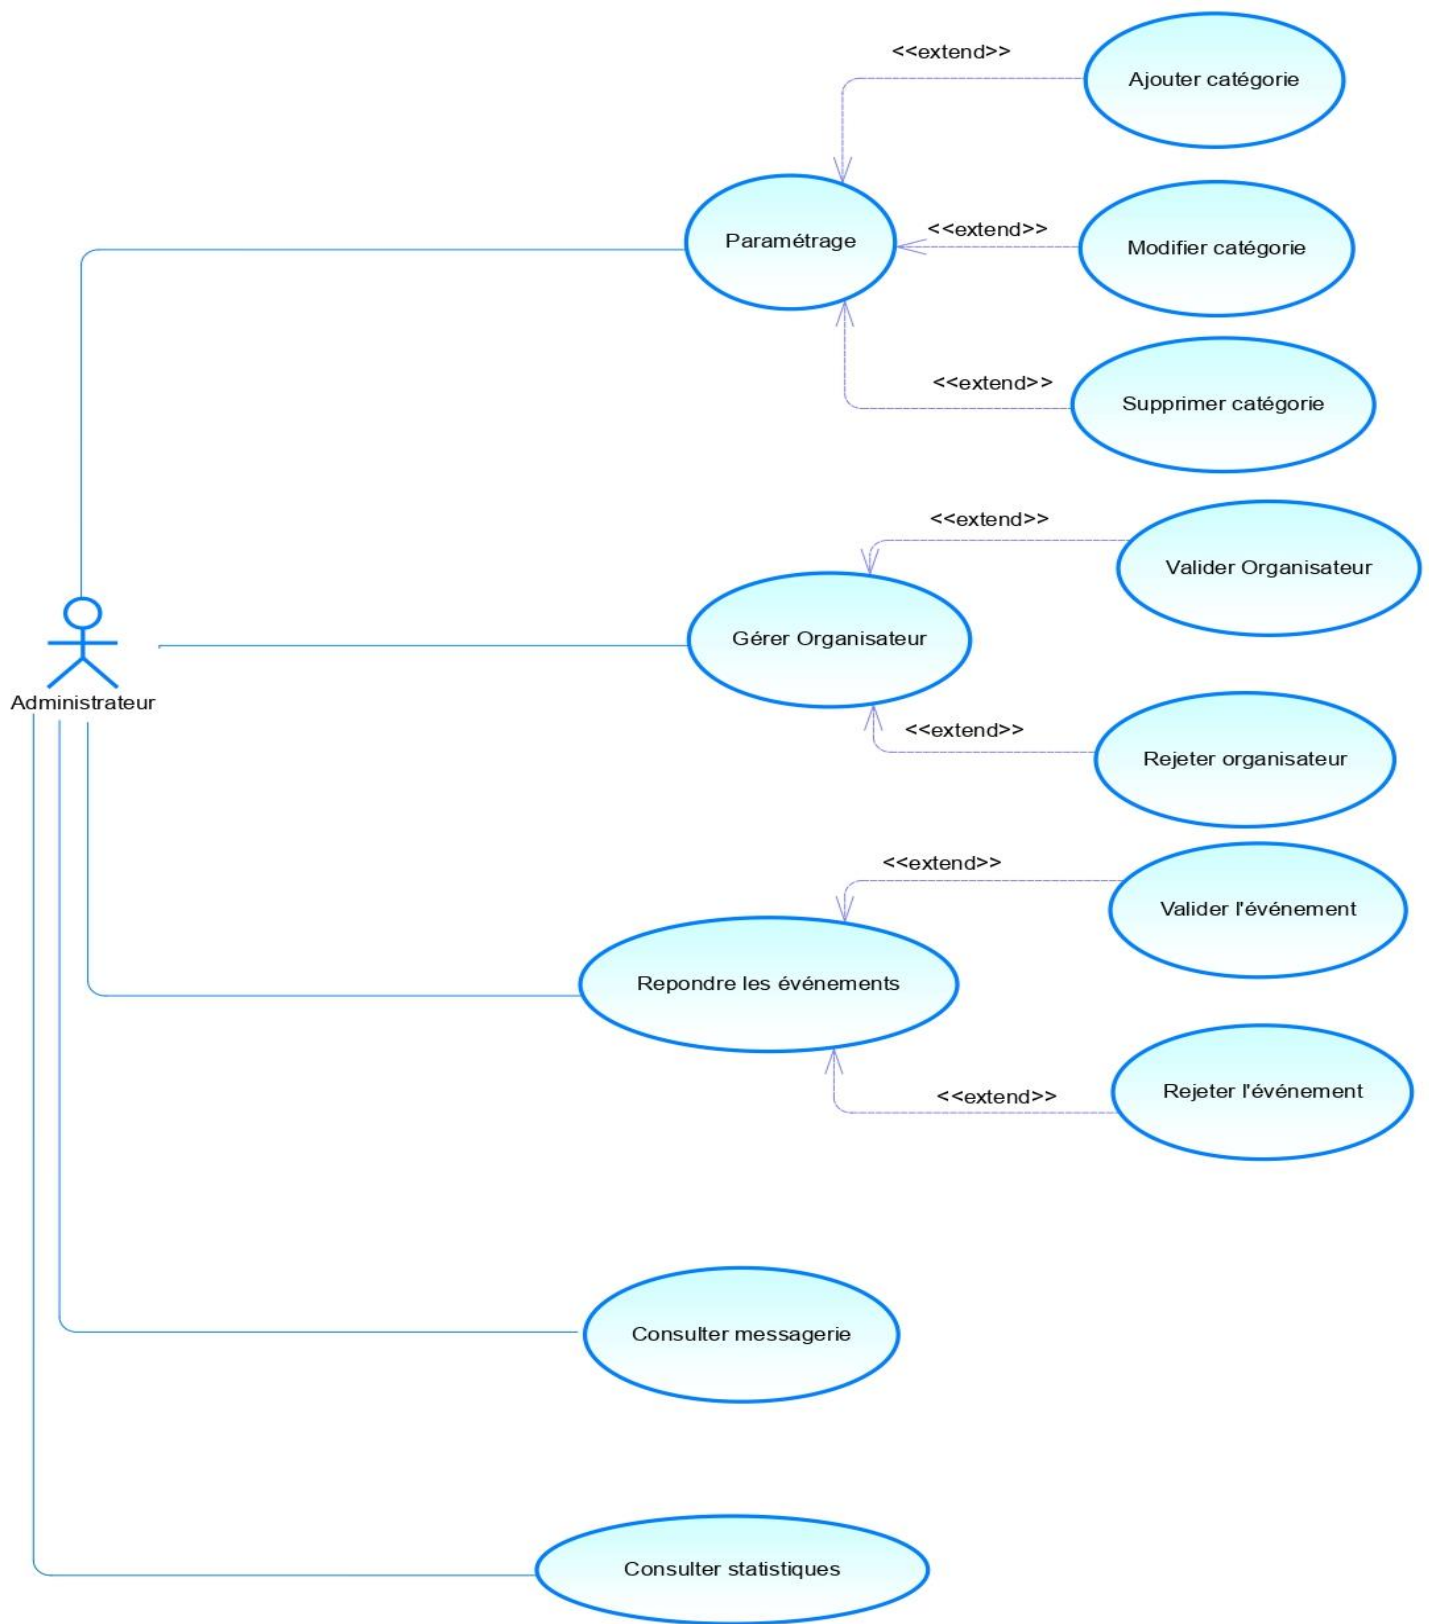 <<extend>>
Ajouter catégorie
Paramétrage
<<extend>>
Modifier catégorie
<<extend>>
Supprimer catégorie
<<extend>>
Valider Organisateur
Gérer Organisateur
Administrateur
<<extend>>
Rejeter organisateur
<<extend>>
Valider l'événement
Repondre les événements
<<extend>>
Rejeter l'événement
Consulter messagerie
Consulter statistiques